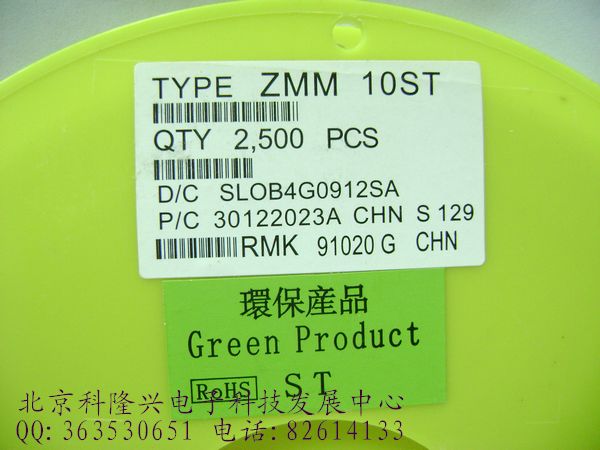 TYPE ZMM 10ST
QTY 2,500 PCS
D/C SLOB4G0912SA
P/C 30122023A CHN S 129
RMK 91020 G CHN
環保産品
Green Product
RoHS ST
北京科隆兴电子科技发展中心
QQ:363530651 电话:82614133